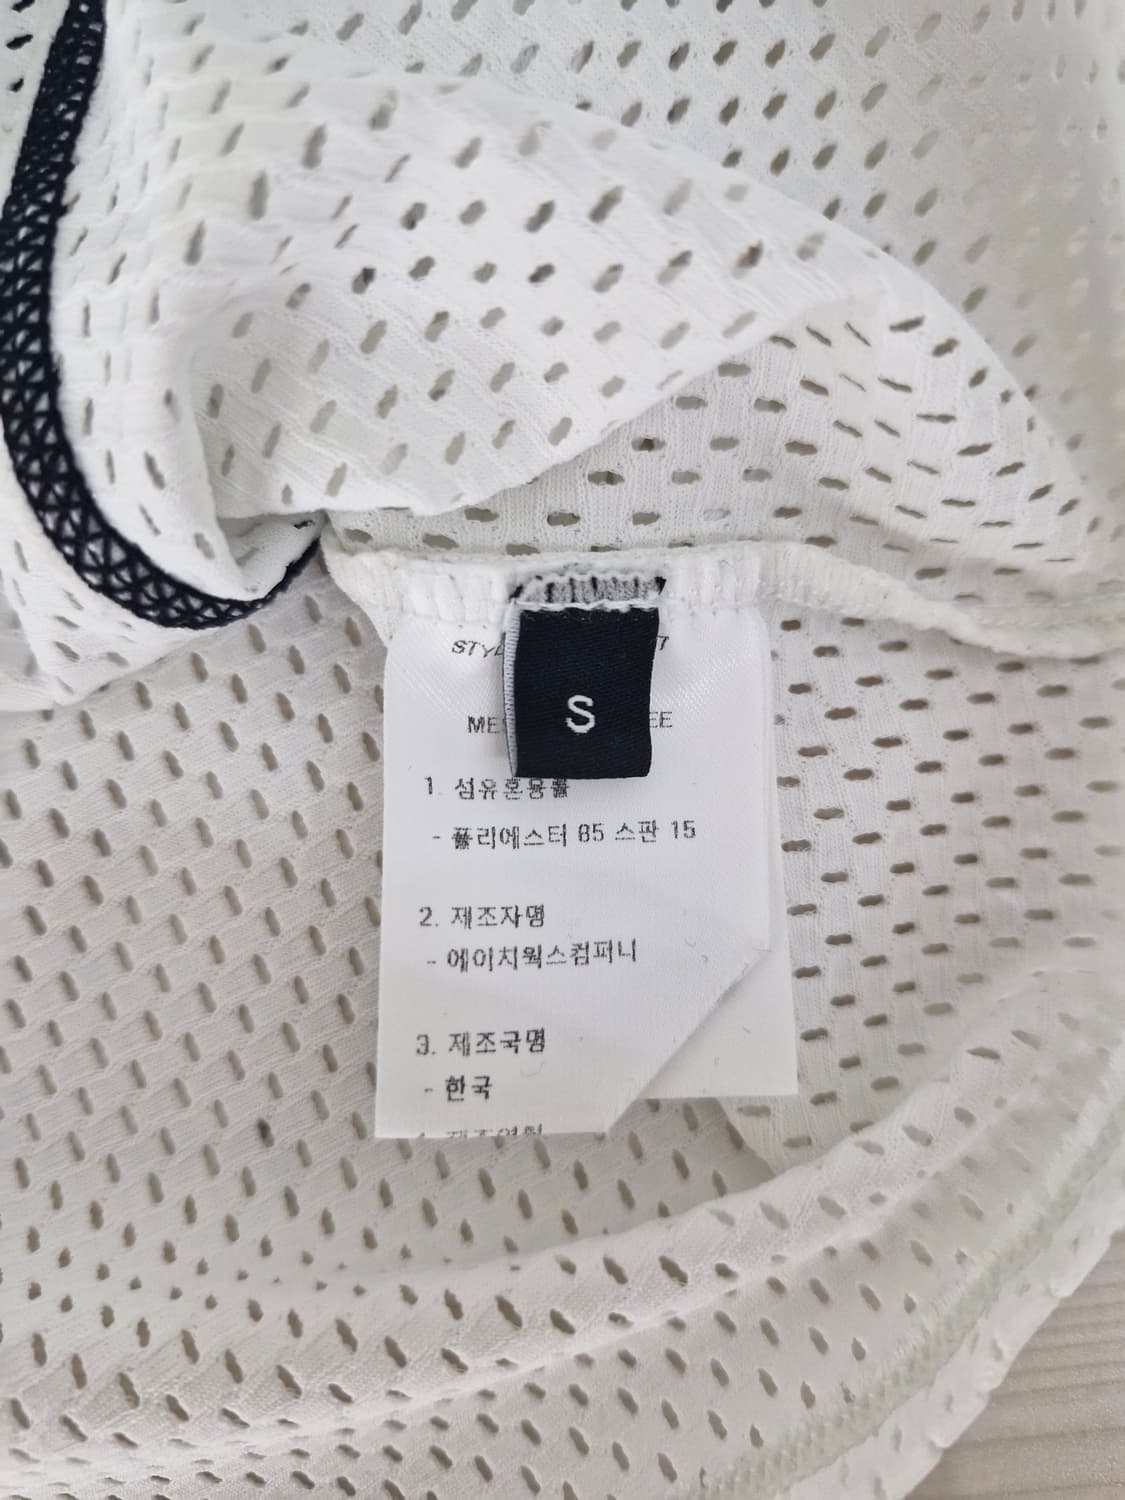 S
1. 섬유혼용률
- 폴리에스터 85 스판 15
2. 제조자명
- 에이치웍스컴퍼니
3. 제조국명
- 한국